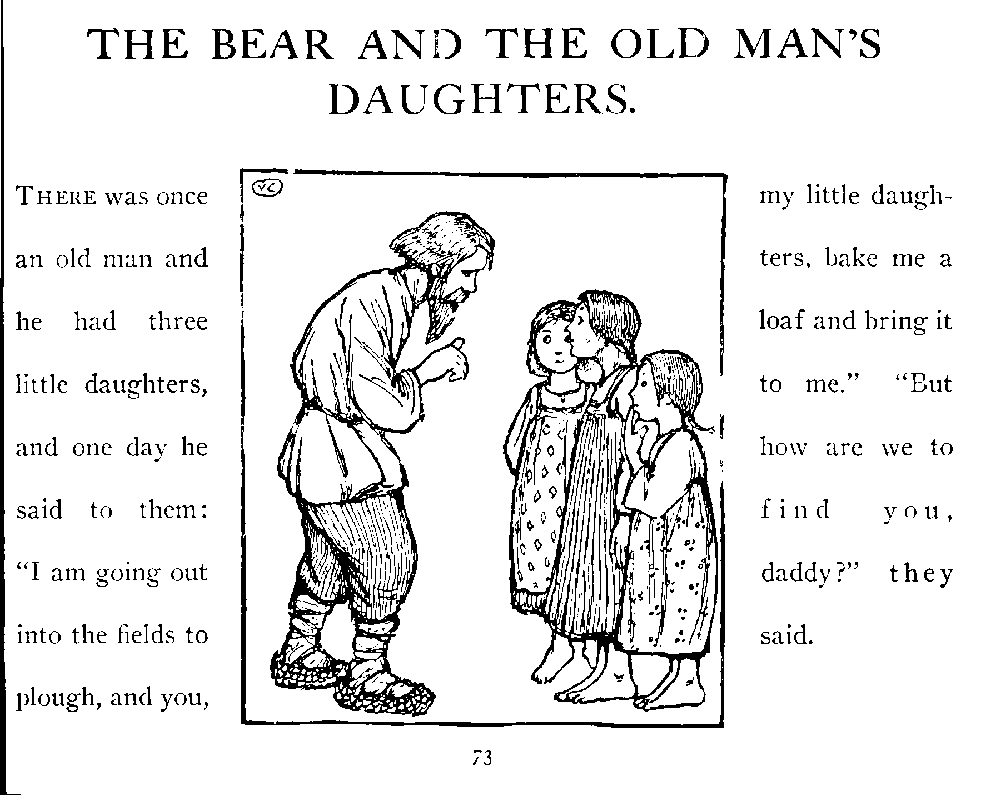 THE BEAR AND THE OLD MAN'S
DAUGHTERS.
THERE was once
an old man and
he had three
little daughters,
and one day he
said to them:
“I am going out
into the fields to
plough, and you,
my little daugh-
ters, bake me a
loaf and bring it
to me.” “But
how are we to
find you,
daddy?” they
said.
73